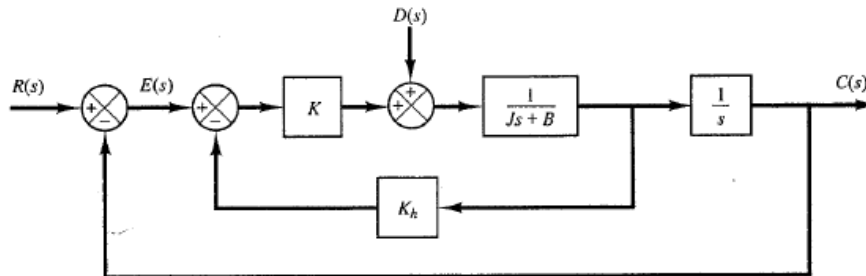 D(s)
R(s) E(s) C(s)
+ + + +
K
1
Js + B
1
s
− −
K_h